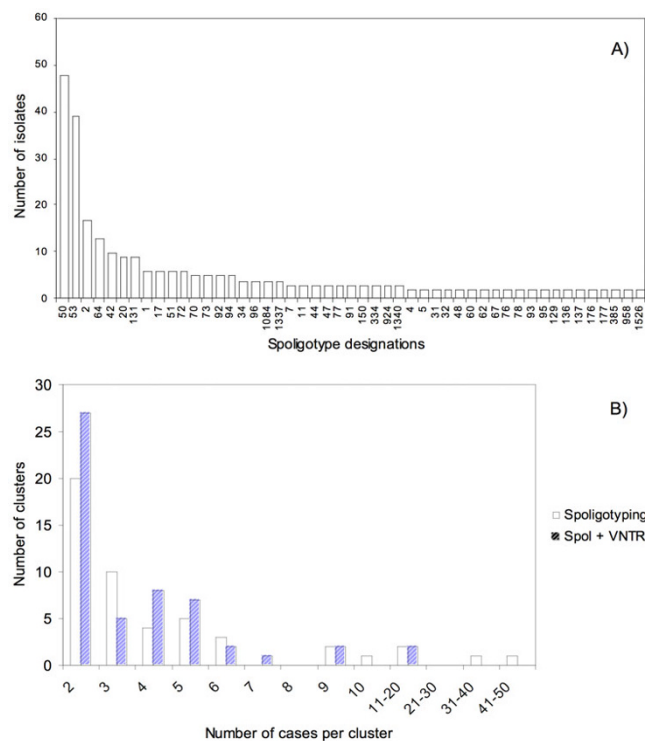 A)
Number of isolates
60
50
40
30
20
10
0
50 53 2 64 42 20 131 1 17 51 72 70 73 92 94 34 96 1084 1337 7 11 44 47 77 91 150 334 924 1340 4 5 31 32 48 60 62 67 76 78 93 95 129 136 137 176 177 385 958 1526
Spoligotype designations
B)
Number of clusters
30
25
20
15
10
5
0
2 3 4 5 6 7 8 9 10 11-20 21-30 31-40 41-50
Number of cases per cluster
Spoligotyping
Spol + VNTR